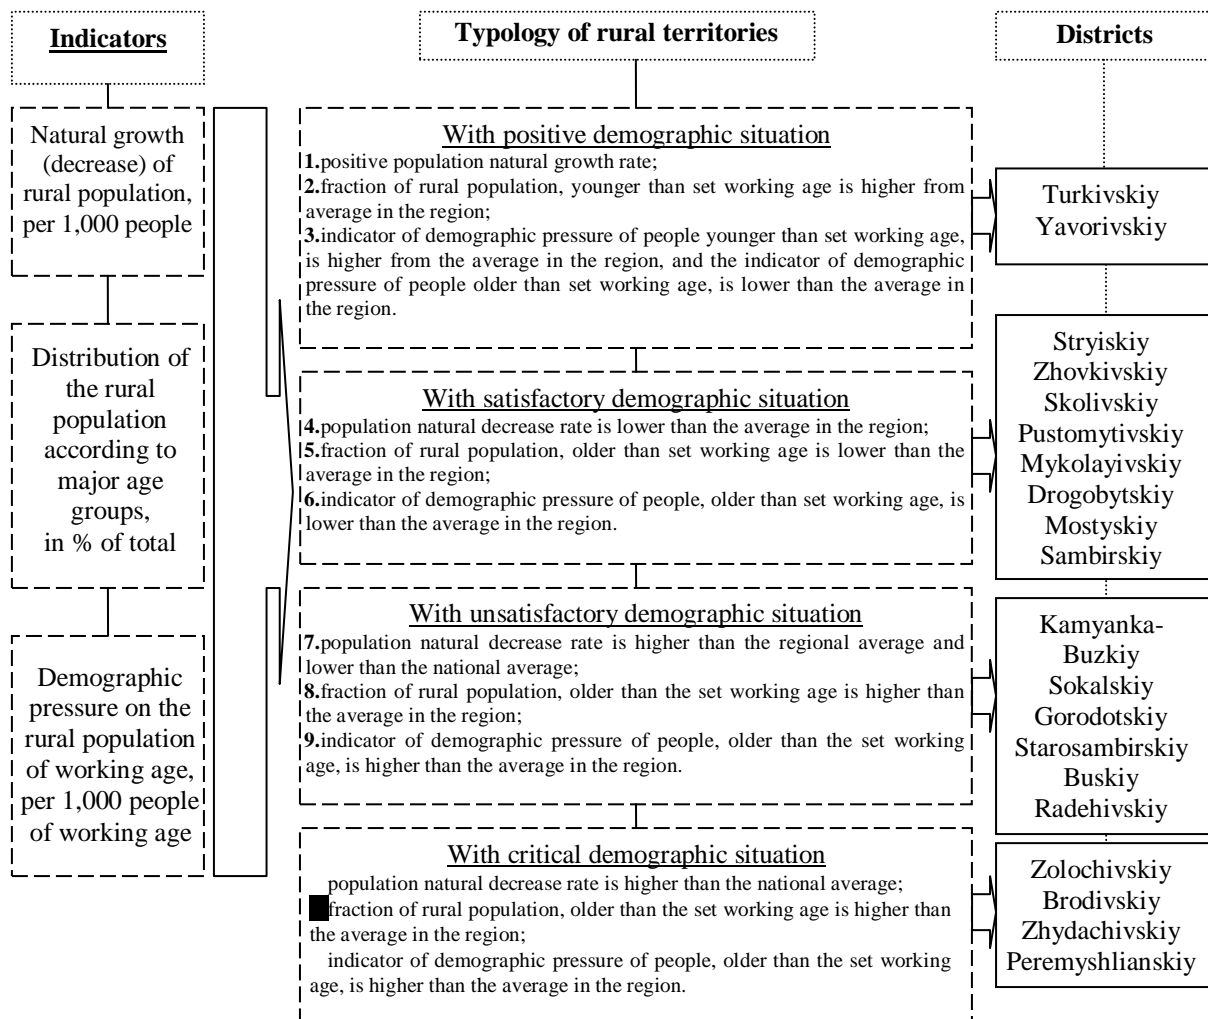 Indicators
Natural growth
(decrease) of
rural population,
per 1,000 people
Distribution of
the rural
population
according to
major age
groups,
in % of total
Demographic
pressure on the
rural population
of working age,
per 1,000 people
of working age
Typology of rural territories
With positive demographic situation
1.positive population natural growth rate;
2.fraction of rural population, younger than set working age is higher from
average in the region;
3.indicator of demographic pressure of people younger than set working age,
is higher from the average in the region, and the indicator of demographic
pressure of people older than set working age, is lower than the average in
the region.
With satisfactory demographic situation
4.population natural decrease rate is lower than the average in the region;
5.fraction of rural population, older than set working age is lower than the
average in the region;
6.indicator of demographic pressure of people, older than set working age, is
lower than the average in the region.
With unsatisfactory demographic situation
7.population natural decrease rate is higher than the regional average and
lower than the national average;
8.fraction of rural population, older than the set working age is higher than
the average in the region;
9.indicator of demographic pressure of people, older than the set working
age, is higher than the average in the region.
With critical demographic situation
population natural decrease rate is higher than the national average;
fraction of rural population, older than the set working age is higher than
the average in the region;
indicator of demographic pressure of people, older than the set working
age, is higher than the average in the region.
Districts
Turkivskiy
Yavorivskiy
Stryiskiy
Zhovkivskiy
Skolivskiy
Pustomytivskiy
Mykolayivskiy
Drogobytskiy
Mostyskiy
Sambirskiy
Kamyanka-
Buzkiy
Sokalskiy
Gorodotskiy
Starosambirskiy
Buskiy
Radehivskiy
Zolochivskiy
Brodivskiy
Zhydachivskiy
Peremyshlianskiy